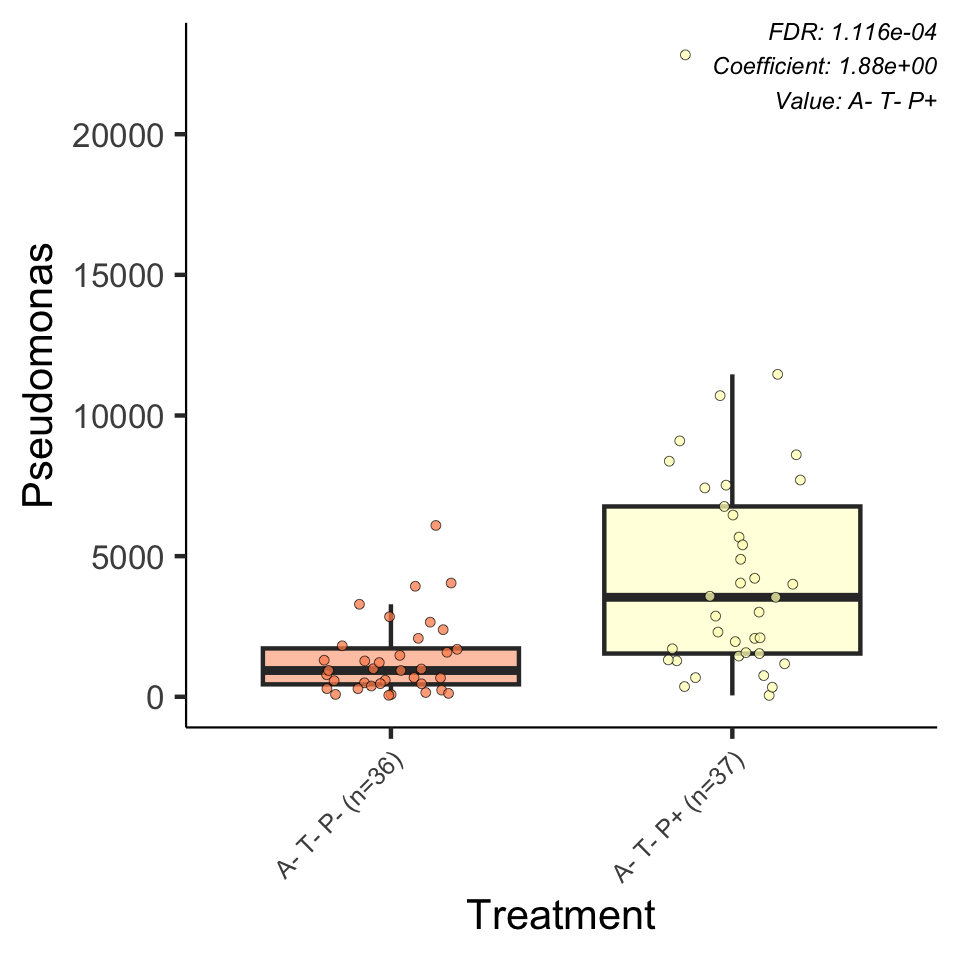 FDR: 1.116e-04
Coefficient: 1.88e+00
Value: A- T- P+
20000
15000
10000
5000
0
Pseudomonas
A- T- P- (n=36)
A- T- P+ (n=37)
Treatment